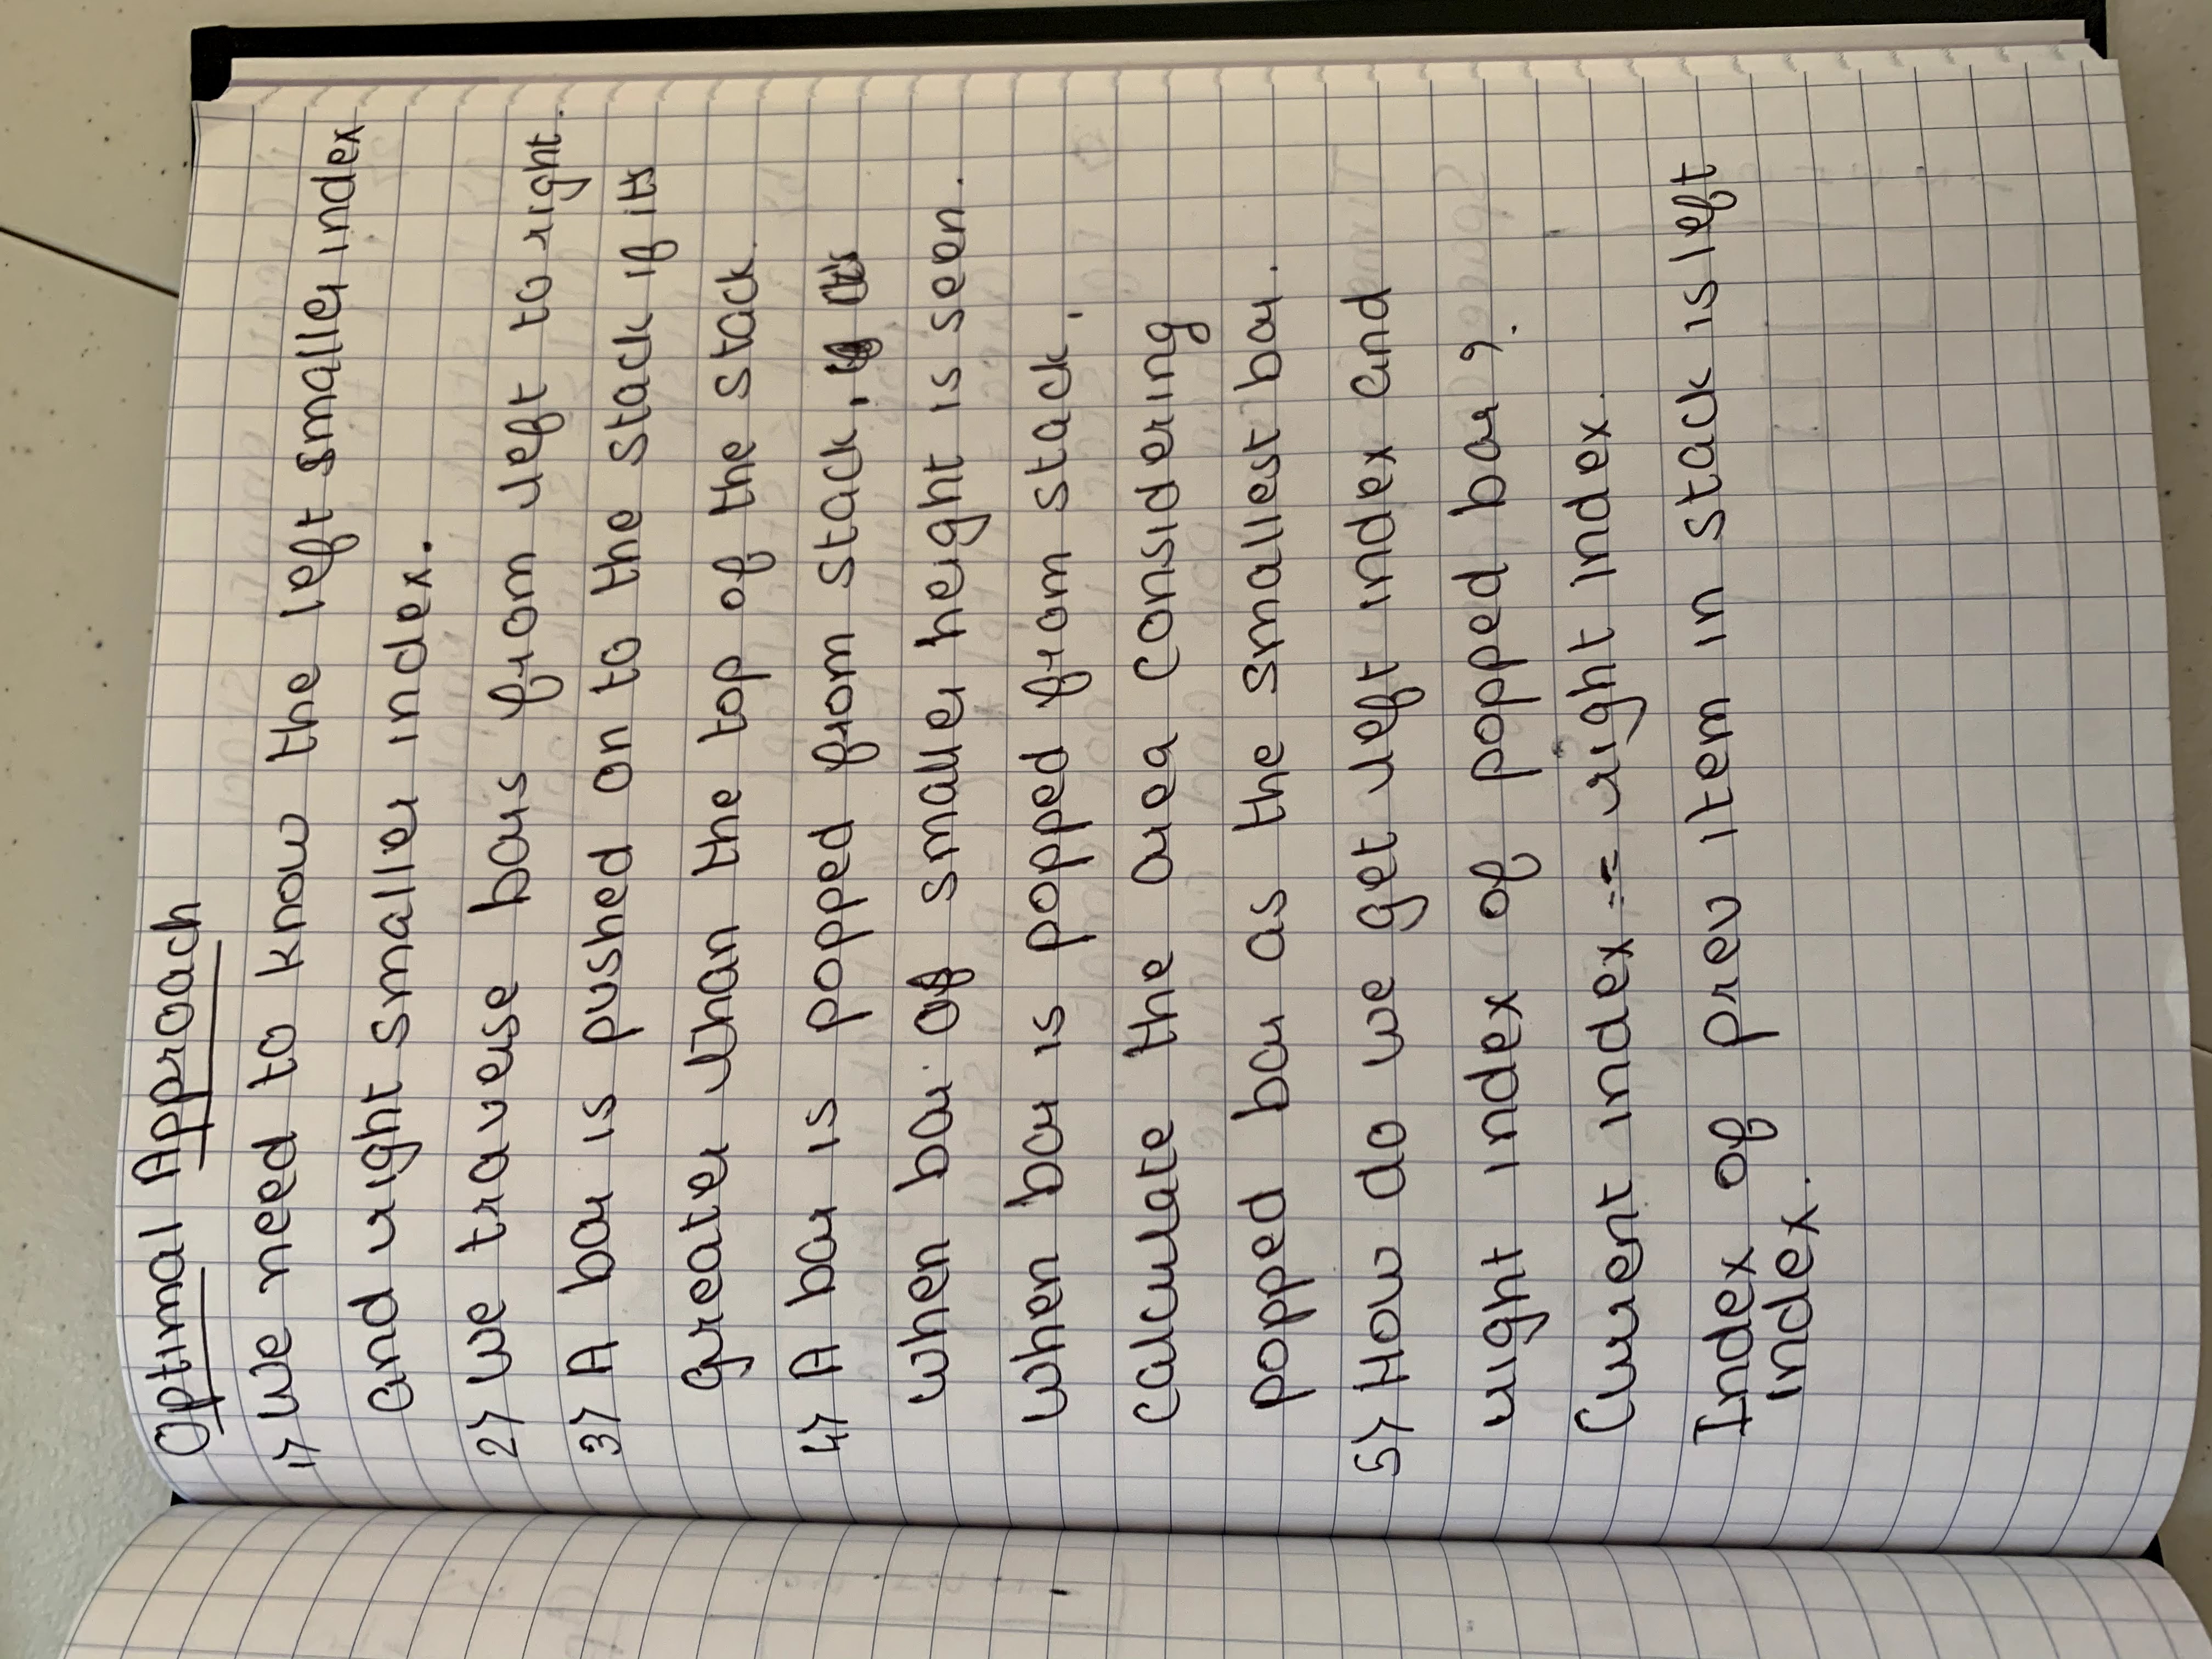 Optimal Approach
1> We need to know the left smaller index
and right smaller index.
2> We traverse bars from left to right.
3> A bar is pushed on to the stack if it's
greater than the top of the stack.
4> A bar is popped from stack,
when bar of smaller height is seen.
When bar is popped from stack,
calculate the area considering
popped bar as the smallest bar.
5> How do we get left index and
right index of popped bar?
Current index == right index.
Index of prev item in stack is left
index.